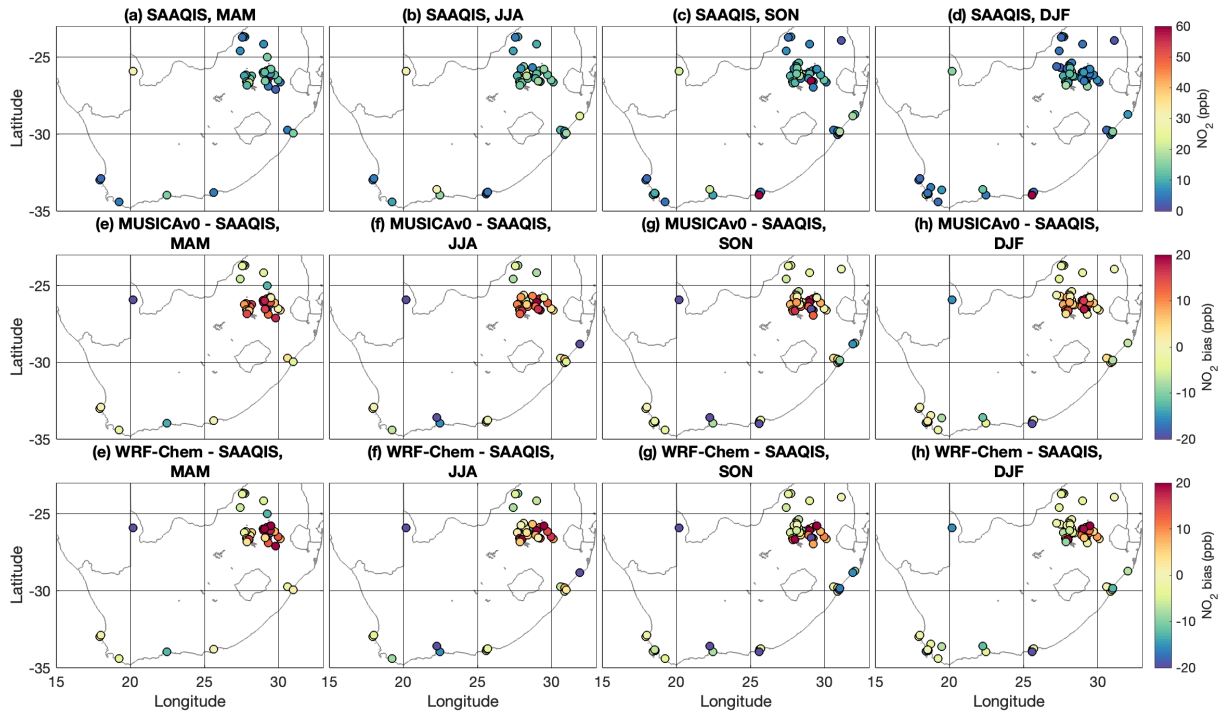 (a) SAAQIS, MAM
(b) SAAQIS, JJA
(c) SAAQIS, SON
(d) SAAQIS, DJF
-25
-30
-35
Latitude
60
50
40
30
20
10
0
NO2 (ppb)
(e) MUSICAv0 - SAAQIS,
MAM
(f) MUSICAv0 - SAAQIS,
JJA
(g) MUSICAv0 - SAAQIS,
SON
(h) MUSICAv0 - SAAQIS,
DJF
-25
-30
-35
Latitude
20
10
0
-10
-20
NO2 bias (ppb)
(e) WRF-Chem - SAAQIS,
MAM
(f) WRF-Chem - SAAQIS,
JJA
(g) WRF-Chem - SAAQIS,
SON
(h) WRF-Chem - SAAQIS,
DJF
-25
-30
-35
Latitude
20
10
0
-10
-20
NO2 bias (ppb)
15 20 25 30
15 20 25 30
15 20 25 30
15 20 25 30
Longitude
Longitude
Longitude
Longitude